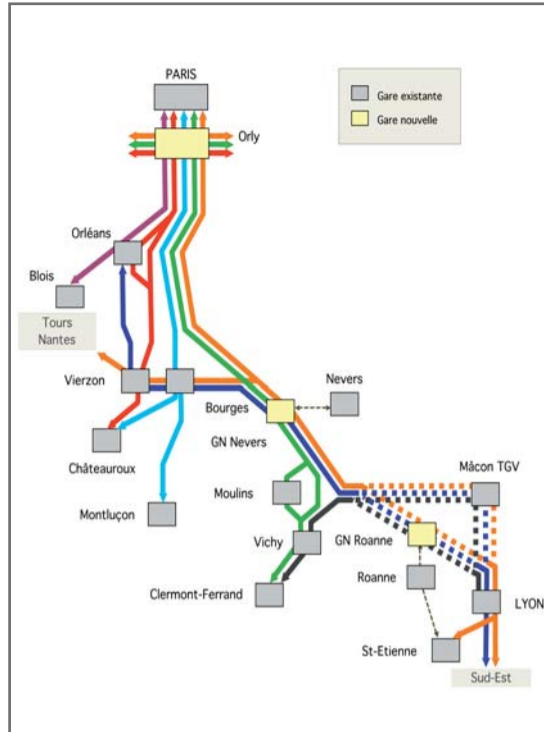 PARIS
Gare existante
Gare nouvelle
Orly
Orléans
Blois
Tours
Nantes
Vierzon
Bourges
Nevers
GN Nevers
Châteauroux
Mâcon TGV
Moulins
Montluçon
Vichy
GN Roanne
Roanne
Clermont-Ferrand
LYON
St-Etienne
Sud-Est